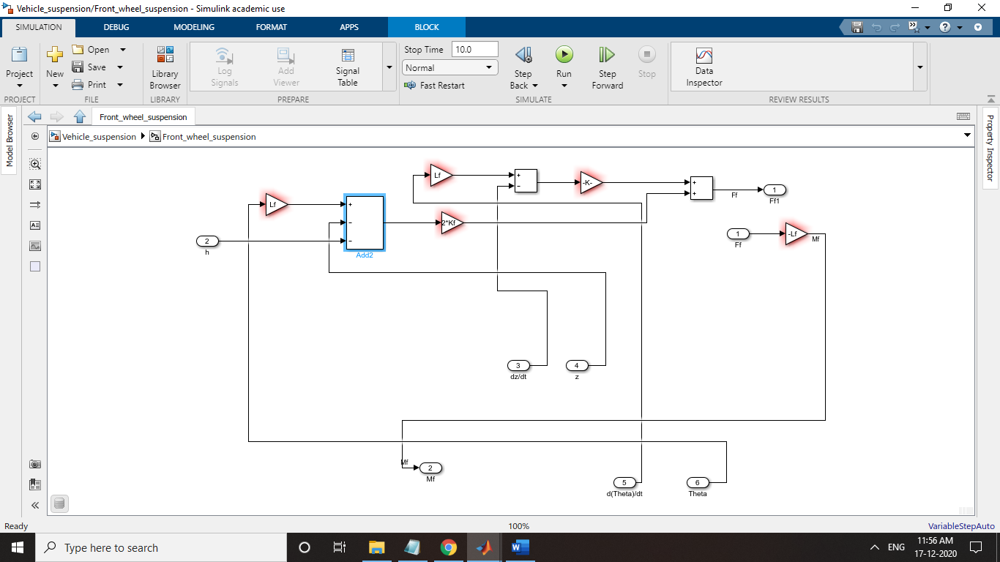 Vehicle_suspension/Front_wheel_suspension - Simulink academic use
SIMULATION
DEBUG
MODELING
FORMAT
APPS
BLOCK
Project
PROJECT
New
Open
Save
Print
FILE
Library
Browser
LIBRARY
Log
Signals
Add
Viewer
Signal
Table
PREPARE
Stop Time 10.0
Normal
Fast Restart
Step
Back
Run
Step
Forward
Stop
SIMULATE
Data
Inspector
REVIEW RESULTS
Model Browser
Property Inspector
Front_wheel_suspension
Vehicle_suspension Front_wheel_suspension
Lf
+
−
-K-
+
+
Ff
1
Ff1
Lf
+
−
−
Add2
2*Kf
2
h
1
Ff
-Lf
Mf
3
dz/dt
4
z
Mf
2
Mf
5
d(Theta)/dt
6
Theta
Ready
100%
VariableStepAuto
Type here to search
ENG
11:56 AM
17-12-2020